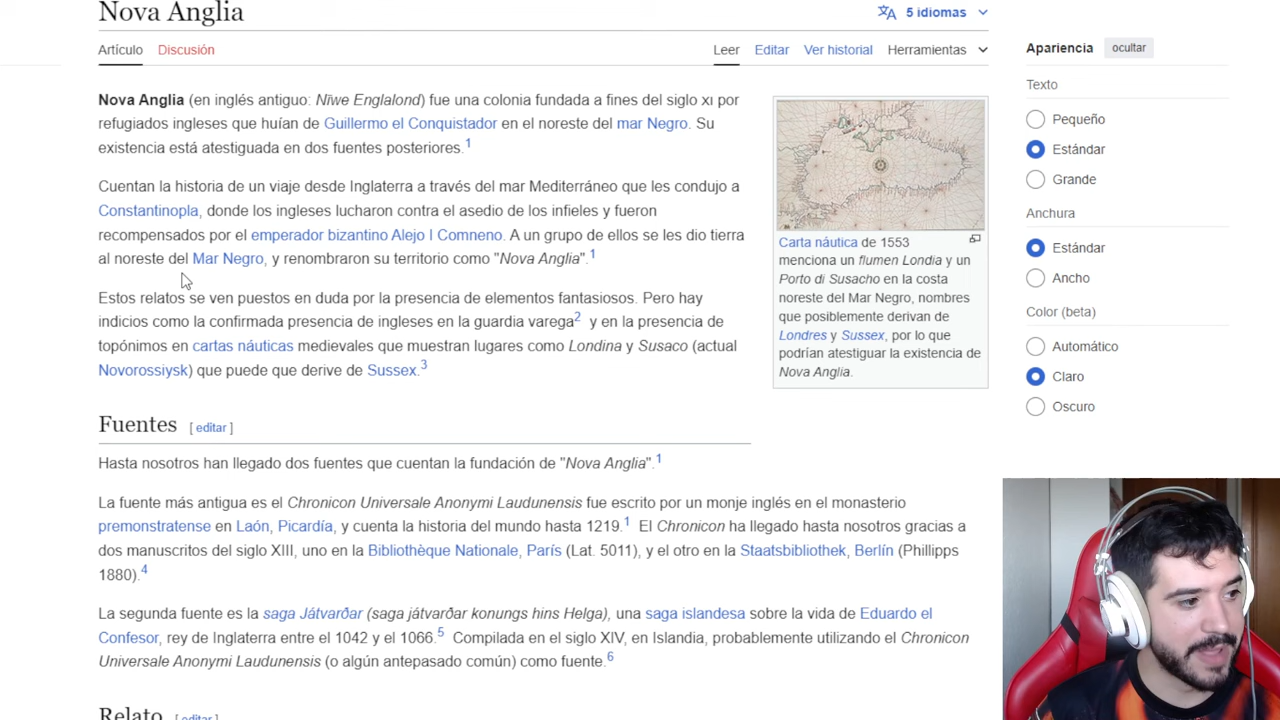 Nova Anglia
5 idiomas
Artículo Discusión Leer Editar Ver historial Herramientas
Nova Anglia (en inglés antiguo: Nīwe Englalond) fue una colonia fundada a fines del siglo XI por
refugiados ingleses que huían de Guillermo el Conquistador en el noreste del mar Negro. Su
existencia está atestiguada en dos fuentes posteriores.1
Cuentan la historia de un viaje desde Inglaterra a través del mar Mediterráneo que les condujo a
Constantinopla, donde los ingleses lucharon contra el asedio de los infieles y fueron
recompensados por el emperador bizantino Alejo I Comneno. A un grupo de ellos se les dio tierra
al noreste del Mar Negro, y renombraron su territorio como "Nova Anglia".1
Estos relatos se ven puestos en duda por la presencia de elementos fantasiosos. Pero hay
indicios como la confirmada presencia de ingleses en la guardia varega2 y en la presencia de
topónimos en cartas náuticas medievales que muestran lugares como Londina y Susaco (actual
Novorossiysk) que puede que derive de Sussex.3
Carta náutica de 1553
menciona un flumen Londia y un
Porto di Susacho en la costa
noreste del Mar Negro, nombres
que posiblemente derivan de
Londres y Sussex, por lo que
podrían atestiguar la existencia de
Nova Anglia.
Fuentes [ editar ]
Hasta nosotros han llegado dos fuentes que cuentan la fundación de "Nova Anglia".1
La fuente más antigua es el Chronicon Universale Anonymi Laudunensis fue escrito por un monje inglés en el monasterio
premonstratense en Laón, Picardía, y cuenta la historia del mundo hasta 1219.1 El Chronicon ha llegado hasta nosotros gracias a
dos manuscritos del siglo XIII, uno en la Bibliothèque Nationale, París (Lat. 5011), y el otro en la Staatsbibliothek, Berlín (Phillipps
1880).4
La segunda fuente es la saga Játvarðar (saga játvarðar konungs hins Helga), una saga islandesa sobre la vida de Eduardo el
Confesor, rey de Inglaterra entre el 1042 y el 1066.5 Compilada en el siglo XIV, en Islandia, probablemente utilizando el Chronicon
Universale Anonymi Laudunensis (o algún antepasado común) como fuente.6
Relato [ editar ]
Apariencia ocultar
Texto
Pequeño
Estándar
Grande
Anchura
Estándar
Ancho
Color (beta)
Automático
Claro
Oscuro